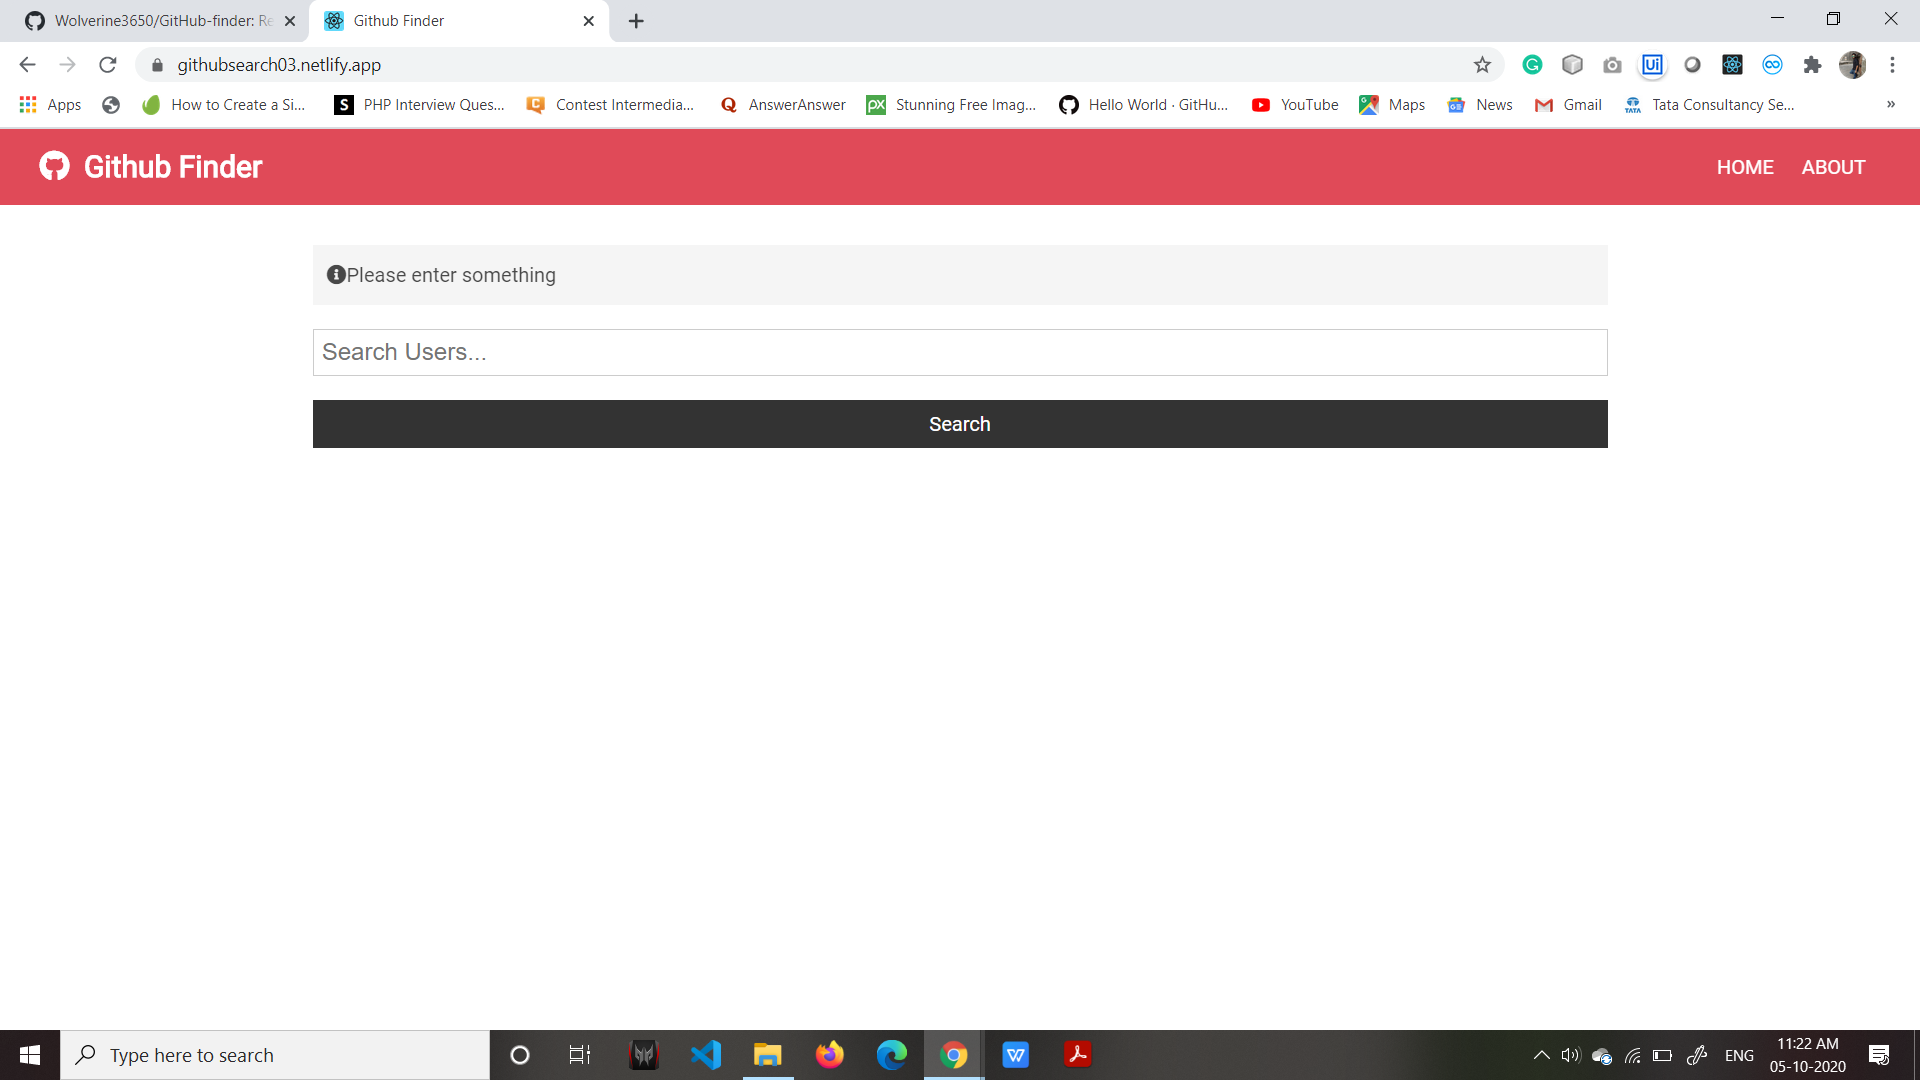 Wolverine3650/GitHub-finder: Re
Github Finder
githubsearch03.netlify.app
Apps
How to Create a Si...
S
PHP Interview Ques...
Contest Intermedia...
AnswerAnswer
Stunning Free Imag...
Hello World · GitHu...
YouTube
Maps
News
Gmail
TATA
Tata Consultancy Se...
»
Github Finder
HOME
ABOUT
Please enter something
Search Users...
Search
Type here to search
ENG
11:22 AM
05-10-2020